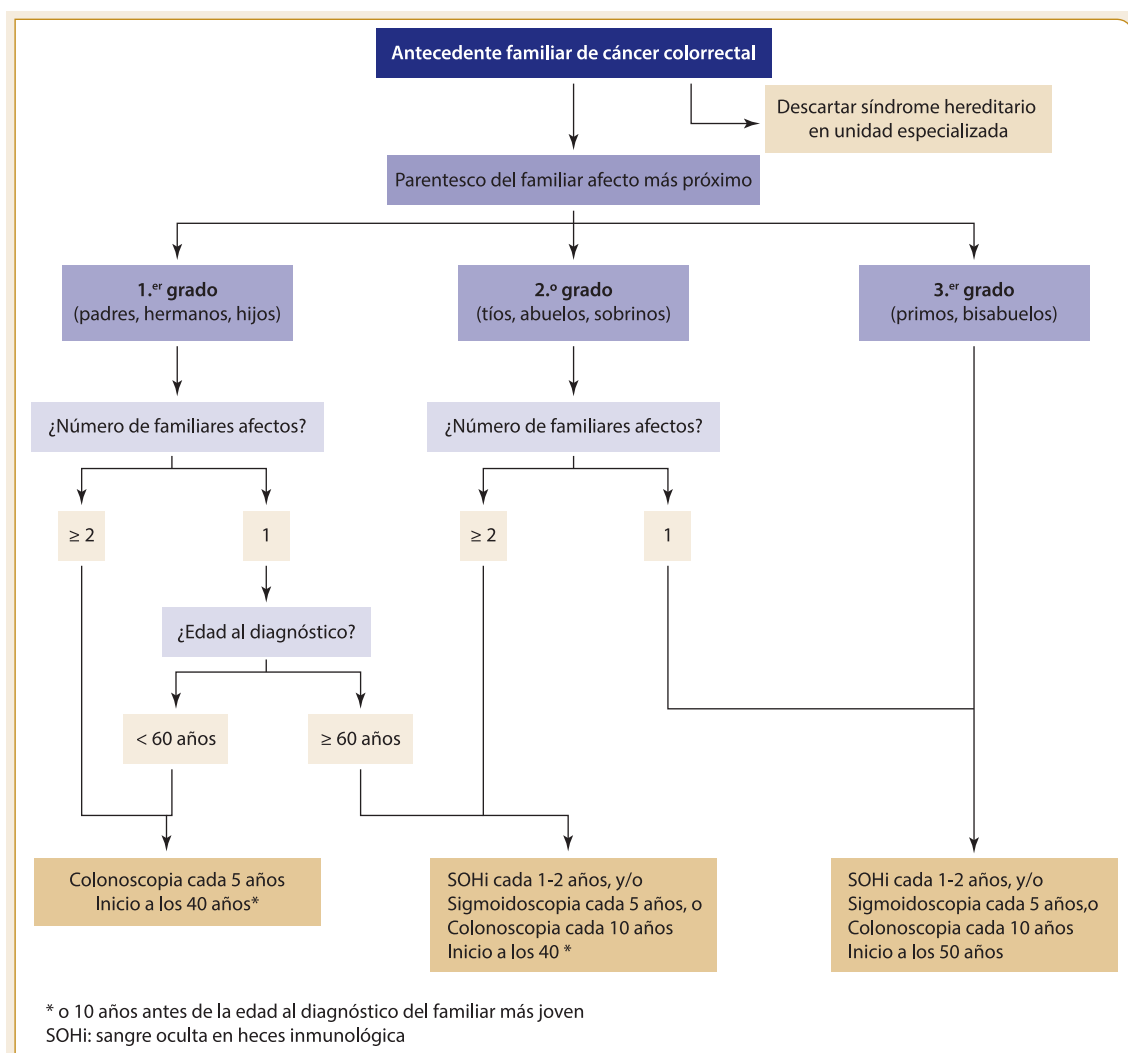 Antecedente familiar de cáncer colorrectal
Descartar síndrome hereditario
en unidad especializada
Parentesco del familiar afecto más próximo
1.er grado
(padres, hermanos, hijos)
2.º grado
(tíos, abuelos, sobrinos)
3.er grado
(primos, bisabuelos)
¿Número de familiares afectos?
¿Número de familiares afectos?
≥ 2
1
≥ 2
1
¿Edad al diagnóstico?
< 60 años
≥ 60 años
Colonoscopia cada 5 años
Inicio a los 40 años*
SOHi cada 1-2 años, y/o
Sigmoidoscopia cada 5 años, o
Colonoscopia cada 10 años
Inicio a los 40 *
SOHi cada 1-2 años, y/o
Sigmoidoscopia cada 5 años,o
Colonoscopia cada 10 años
Inicio a los 50 años
* o 10 años antes de la edad al diagnóstico del familiar más joven
SOHi: sangre oculta en heces inmunológica